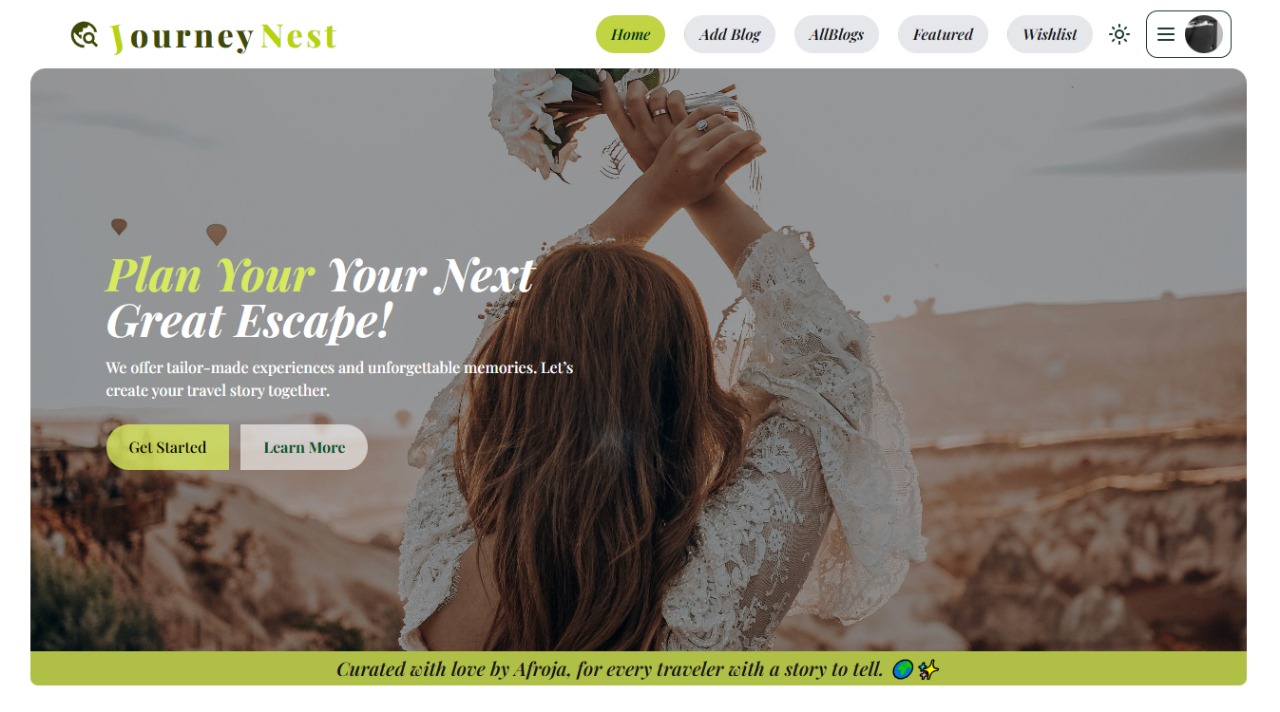 Journey Nest
Home
Add Blog
AllBlogs
Featured
Wishlist
Plan Your Your Next
Great Escape!
We offer tailor-made experiences and unforgettable memories. Let's
create your travel story together.
Get Started
Learn More
Curated with love by Afroja, for every traveler with a story to tell. 🌍✨